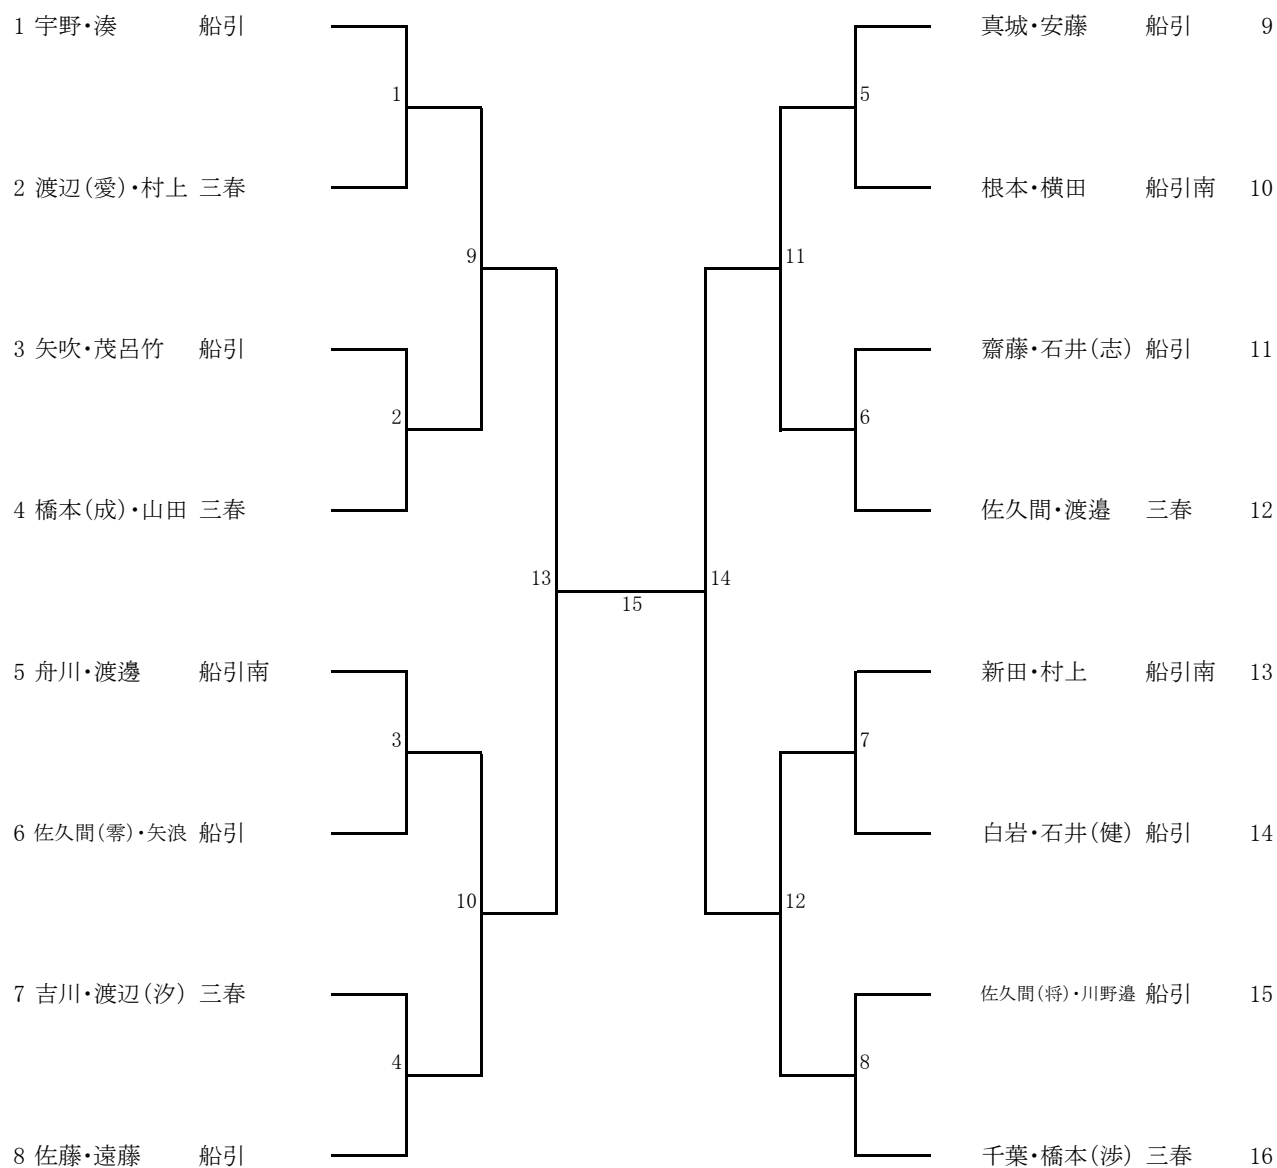 1 宇野・湊 船引
真城・安藤 船引 9
1
5
2 渡辺(愛)・村上 三春
根本・横田 船引南 10
9
11
3 矢吹・茂呂竹 船引
齋藤・石井(志) 船引 11
2
6
4 橋本(成)・山田 三春
佐久間・渡邉 三春 12
13
14
15
5 舟川・渡邊 船引南
新田・村上 船引南 13
3
7
6 佐久間(零)・矢浪 船引
白岩・石井(健) 船引 14
10
12
7 吉川・渡辺(汐) 三春
佐久間(将)・川野邉 船引 15
4
8
8 佐藤・遠藤 船引
千葉・橋本(渉) 三春 16